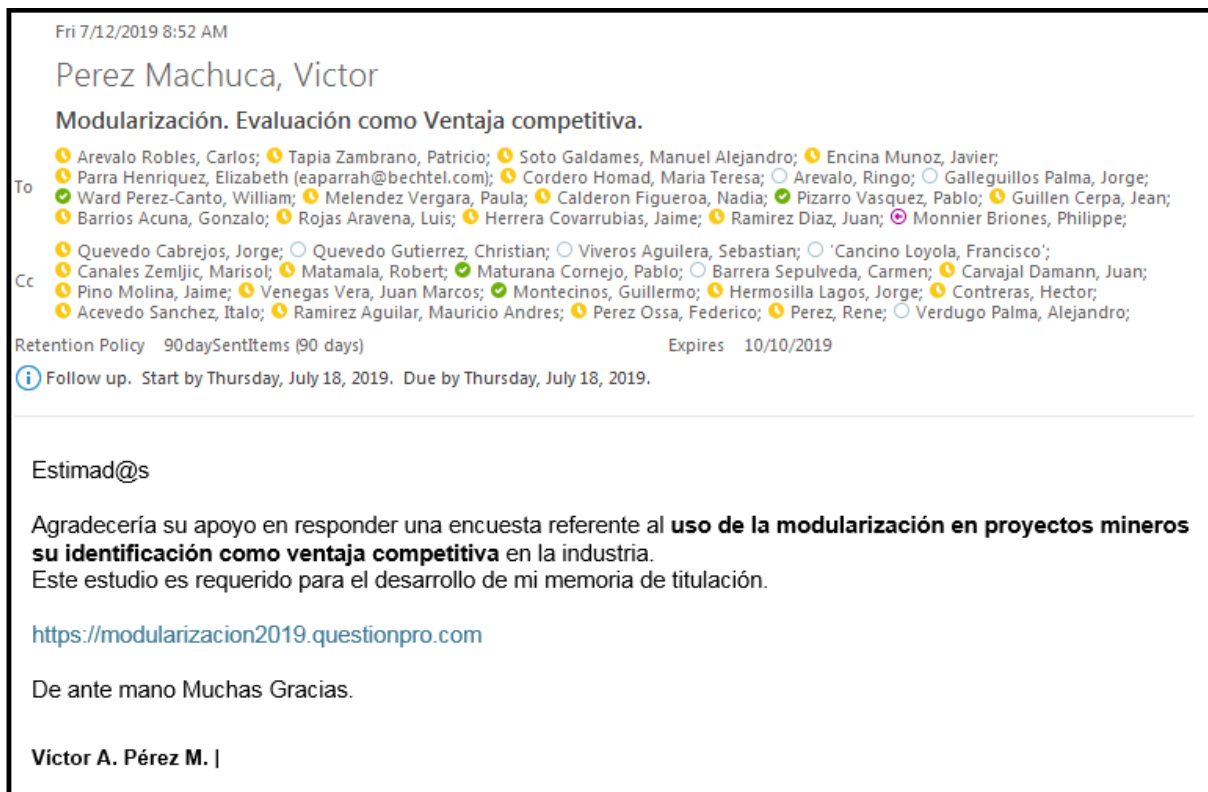 Fri 7/12/2019 8:52 AM
Perez Machuca, Victor
Modularización. Evaluación como Ventaja competitiva.
Arevalo Robles, Carlos; Tapia Zambrano, Patricio; Soto Galdames, Manuel Alejandro; Encina Munoz, Javier;
To Parra Henriquez, Elizabeth (eaparrah@bechtel.com); Cordero Homad, Maria Teresa; Arevalo, Ringo; Galleguillos Palma, Jorge;
Ward Perez-Canto, William; Melendez Vergara, Paula; Calderon Figueroa, Nadia; Pizarro Vasquez, Pablo; Guillen Cerpa, Jean;
Barrios Acuna, Gonzalo; Rojas Aravena, Luis; Herrera Covarrubias, Jaime; Ramirez Diaz, Juan; Monnier Briones, Philippe;
Quevedo Cabrejos, Jorge; Quevedo Gutierrez, Christian; Viveros Aguilera, Sebastian; 'Cancino Loyola, Francisco';
Cc Canales Zemljic, Marisol; Matamala, Robert; Maturana Cornejo, Pablo; Barrera Sepulveda, Carmen; Carvajal Damann, Juan;
Pino Molina, Jaime; Venegas Vera, Juan Marcos; Montecinos, Guillermo; Hermosilla Lagos, Jorge; Contreras, Hector;
Acevedo Sanchez, Italo; Ramirez Aguilar, Mauricio Andres; Perez Ossa, Federico; Perez, Rene; Verdugo Palma, Alejandro;
Retention Policy 90daySentItems (90 days) Expires 10/10/2019
Follow up. Start by Thursday, July 18, 2019. Due by Thursday, July 18, 2019.
Estimad@s
Agradecería su apoyo en responder una encuesta referente al uso de la modularización en proyectos mineros
su identificación como ventaja competitiva en la industria.
Este estudio es requerido para el desarrollo de mi memoria de titulación.
https://modularizacion2019.questionpro.com
De ante mano Muchas Gracias.
Víctor A. Pérez M. |